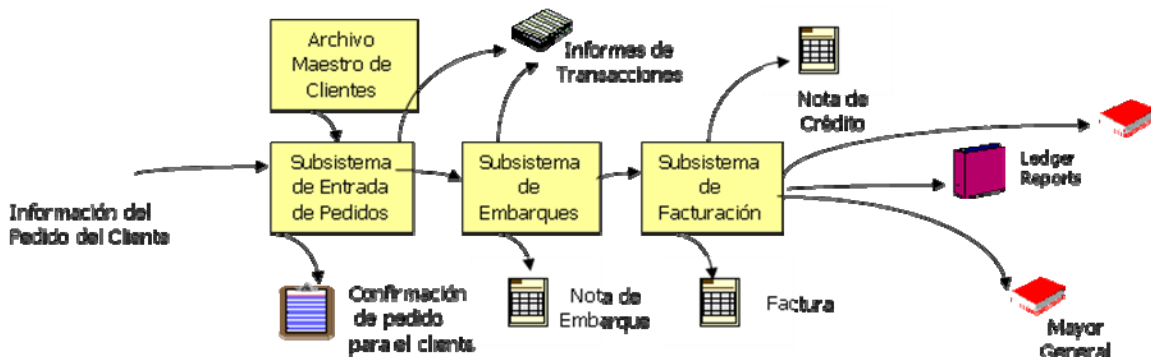 Archivo
Maestro de
Clientes
Informes de
Transacciones
Nota de
Crédito
Ledger
Reports
Subsistema
de Entrada
de Pedidos
Subsistema
de
Embarques
Subsistema
de
Facturación
Información del
Pedido del Cliente
Confirmación
de pedido
para el cliente.
Nota de
Embarque
Factura
Mayor
General